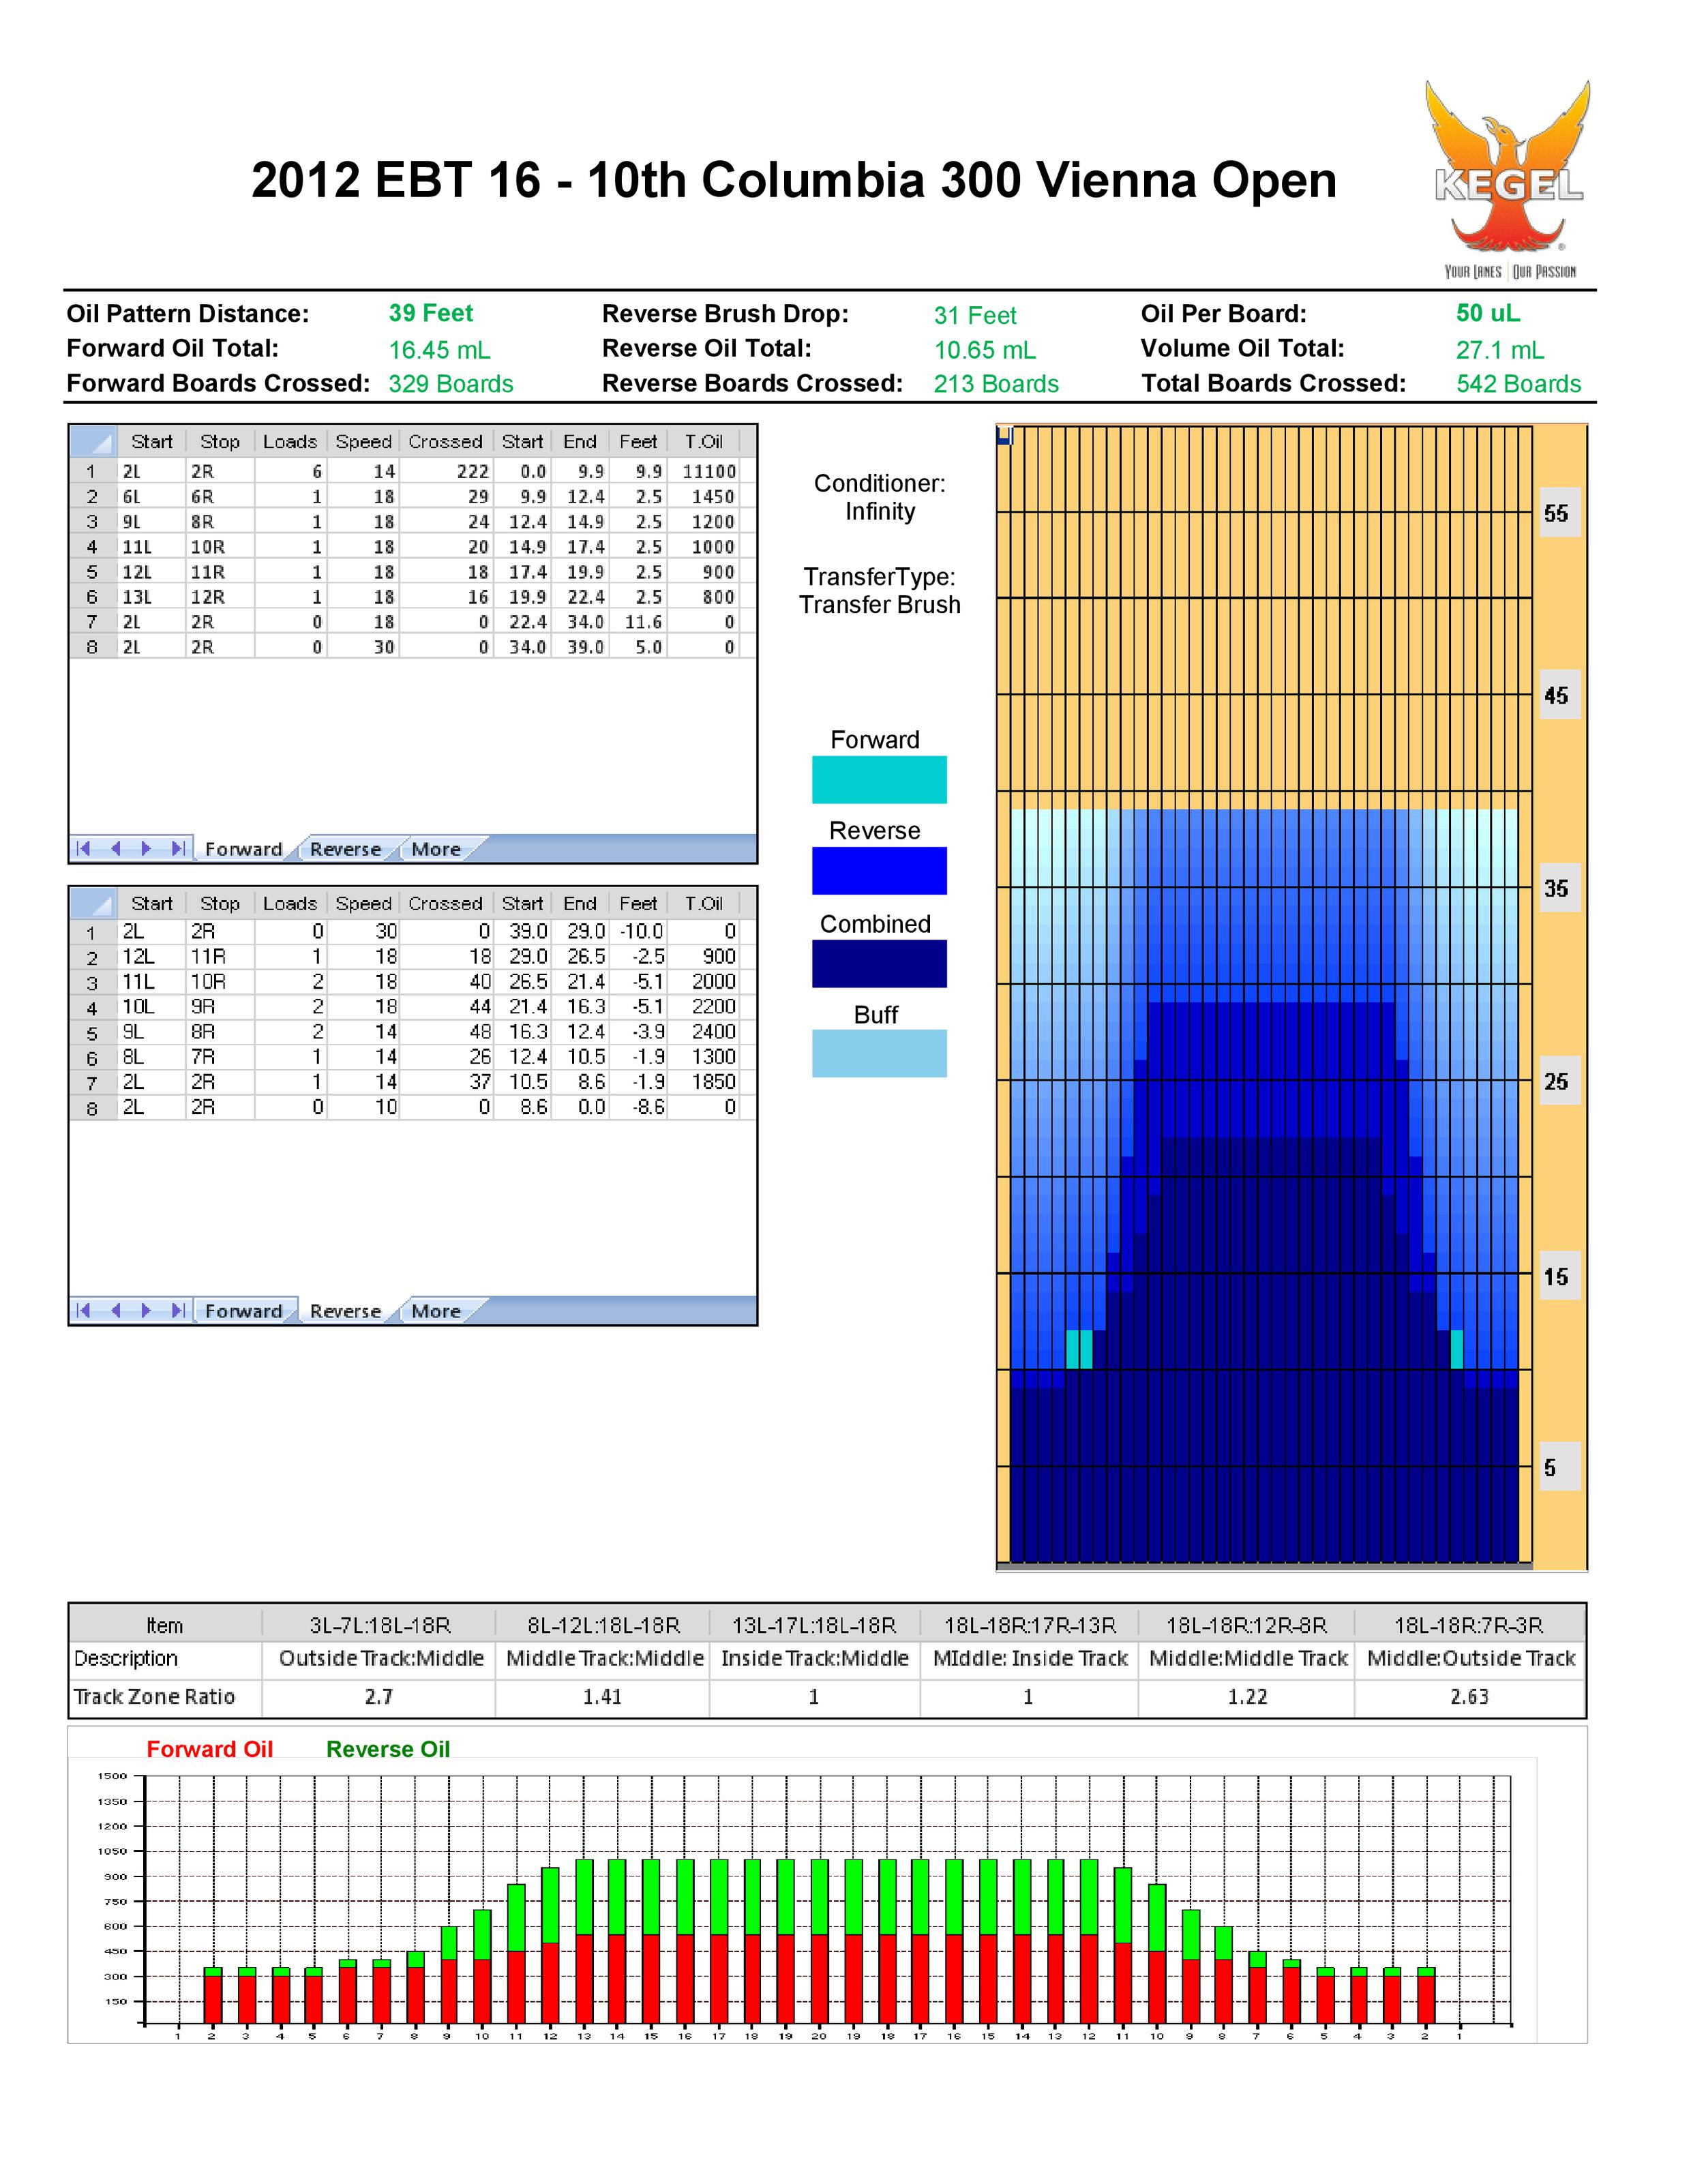 2012 EBT 16 - 10th Columbia 300 Vienna Open
KEGEL
YOUR LANES OUR PASSION
Oil Pattern Distance: 39 Feet Reverse Brush Drop: 31 Feet Oil Per Board: 50 uL
Forward Oil Total: 16.45 mL Reverse Oil Total: 10.65 mL Volume Oil Total: 27.1 mL
Forward Boards Crossed: 329 Boards Reverse Boards Crossed: 213 Boards Total Boards Crossed: 542 Boards
Start Stop Loads Speed Crossed Start End Feet T.Oil
1 2L 2R 6 14 222 0.0 9.9 9.9 11100
2 6L 6R 1 18 29 9.9 12.4 2.5 1450
3 9L 8R 1 18 24 12.4 14.9 2.5 1200
4 11L 10R 1 18 20 14.9 17.4 2.5 1000
5 12L 11R 1 18 18 17.4 19.9 2.5 900
6 13L 12R 1 18 16 19.9 22.4 2.5 800
7 2L 2R 0 18 0 22.4 34.0 11.6 0
8 2L 2R 0 30 0 34.0 39.0 5.0 0
Forward Reverse More
Start Stop Loads Speed Crossed Start End Feet T.Oil
1 2L 2R 0 30 0 39.0 29.0 -10.0 0
2 12L 11R 1 18 18 29.0 26.5 -2.5 900
3 11L 10R 2 18 40 26.5 21.4 -5.1 2000
4 10L 9R 2 18 44 21.4 16.3 -5.1 2200
5 9L 8R 2 14 48 16.3 12.4 -3.9 2400
6 8L 7R 1 14 26 12.4 10.5 -1.9 1300
7 2L 2R 1 14 37 10.5 8.6 -1.9 1850
8 2L 2R 0 10 0 8.6 0.0 -8.6 0
Forward Reverse More
Conditioner:
Infinity
TransferType:
Transfer Brush
Forward
Reverse
Combined
Buff
55
45
35
25
15
5
Item 3L-7L:18L-18R 8L-12L:18L-18R 13L-17L:18L-18R 18L-18R:17R-13R 18L-18R:12R-8R 18L-18R:7R-3R
Description Outside Track:Middle Middle Track:Middle Inside Track:Middle MIddle: Inside Track Middle:Middle Track Middle:Outside Track
Track Zone Ratio 2.7 1.41 1 1 1.22 2.63
Forward Oil Reverse Oil
1500
1350
1200
1050
900
750
600
450
300
150
1 2 3 4 5 6 7 8 9 10 11 12 13 14 15 16 17 18 19 20 19 18 17 16 15 14 13 12 11 10 9 8 7 6 5 4 3 2 1